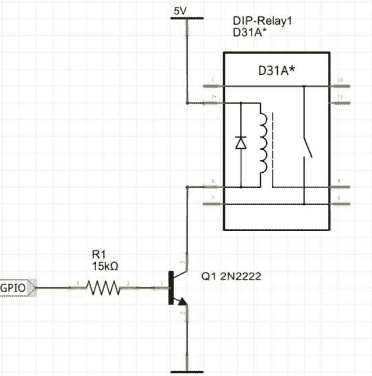 5V
DIP-Relay1
D31A*
D31A*
R1
15kΩ
GPIO
Q1 2N2222